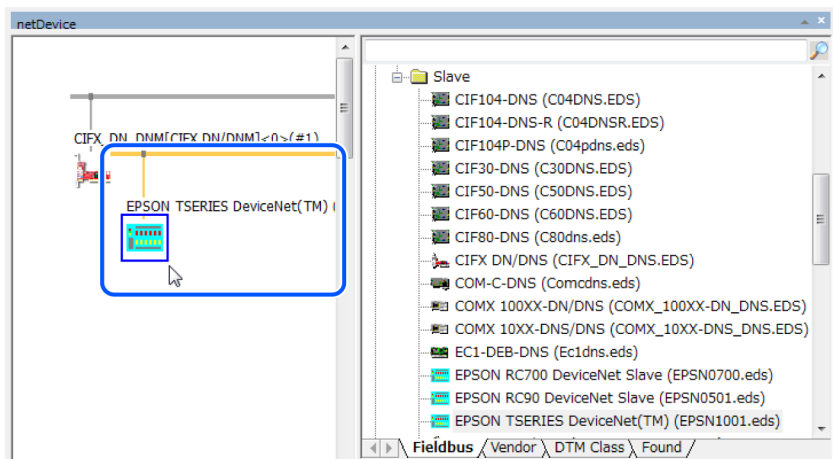 netDevice
CIFX_DN_DNM[CIFX DN/DNM]<0>(#1)
EPSON TSERIES DeviceNet(TM) (
Slave
CIF104-DNS (C04DNS.EDS)
CIF104-DNS-R (C04DNSR.EDS)
CIF104P-DNS (C04pdns.eds)
CIF30-DNS (C30DNS.EDS)
CIF50-DNS (C50DNS.EDS)
CIF60-DNS (C60DNS.EDS)
CIF80-DNS (C80dns.eds)
CIFX DN/DNS (CIFX_DN_DNS.EDS)
COM-C-DNS (Comcdns.eds)
COMX 100XX-DN/DNS (COMX_100XX-DN_DNS.EDS)
COMX 10XX-DNS/DNS (COMX_10XX-DNS_DNS.EDS)
EC1-DEB-DNS (Ec1dns.eds)
EPSON RC700 DeviceNet Slave (EPSN0700.eds)
EPSON RC90 DeviceNet Slave (EPSN0501.eds)
EPSON TSERIES DeviceNet(TM) (EPSN1001.eds)
Fieldbus Vendor DTM Class Found